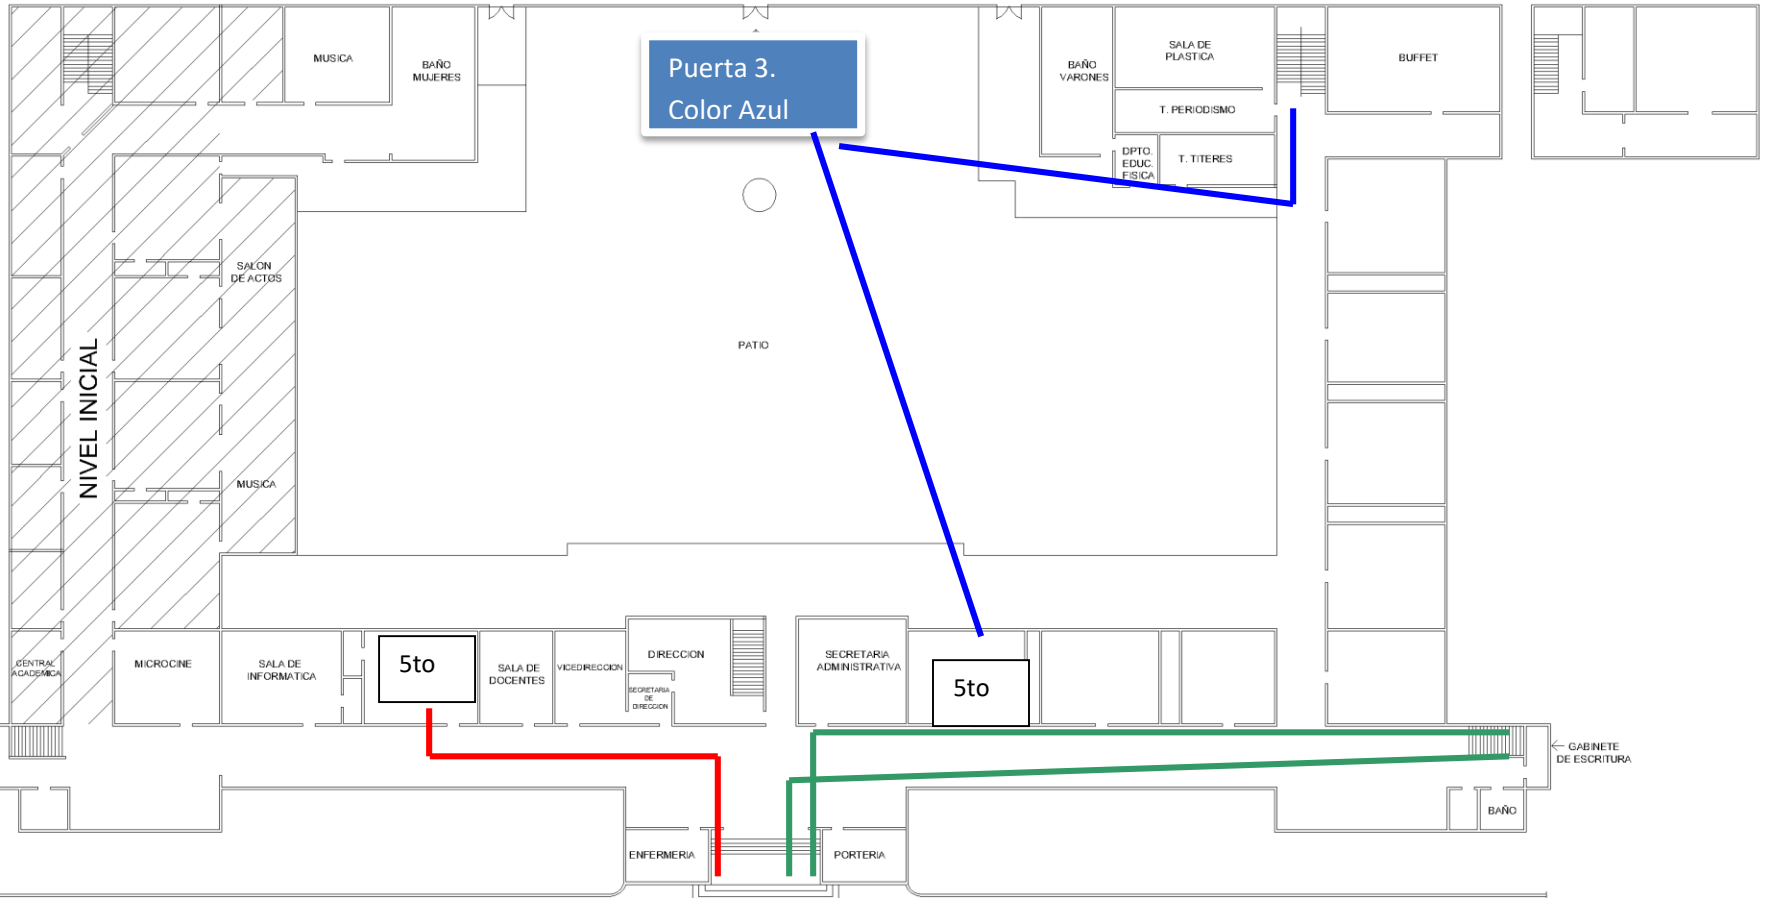 MUSICA
BAÑO
MUJERES
Puerta 3.
Color Azul
BAÑO
VARONES
SALA DE
PLASTICA
T. PERIODISMO
DPTO.
EDUC.
FISICA
T. TITERES
BUFFET
SALON
DE ACTOS
NIVEL INICIAL
PATIO
MUSICA
CENTRAL
ACADEMICA
MICROCINE
SALA DE
INFORMATICA
5to
SALA DE
DOCENTES
VICEDIRECCION
DIRECCION
SECRETARIA
DE
DIRECCION
SECRETARIA
ADMINISTRATIVA
5to
GABINETE
DE ESCRITURA
BAÑO
ENFERMERIA
PORTERIA